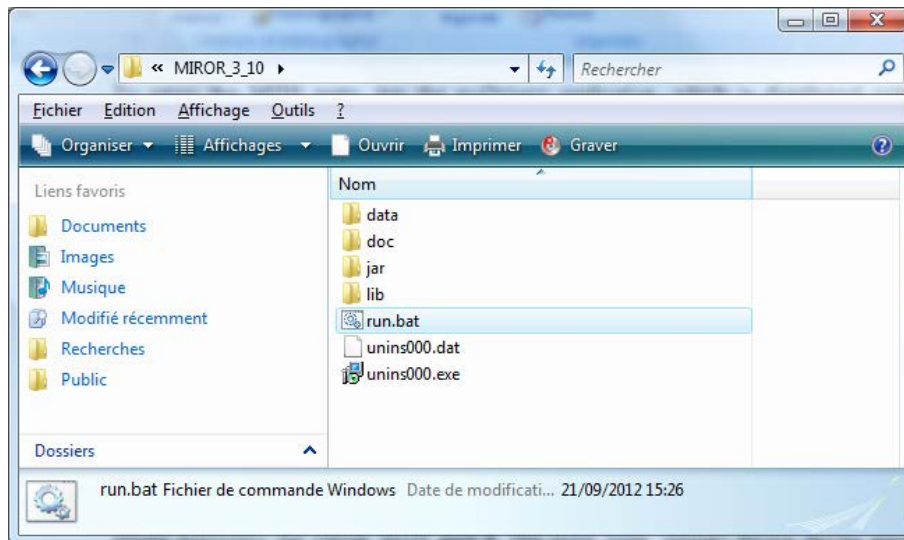 « MIROR_3_10
Rechercher
Fichier Edition Affichage Outils ?
Organiser Affichages Ouvrir Imprimer Graver
Liens favoris
Documents
Images
Musique
Modifié récemment
Recherches
Public
Dossiers
Nom
data
doc
jar
lib
run.bat
unins000.dat
unins000.exe
run.bat Fichier de commande Windows Date de modificati... 21/09/2012 15:26